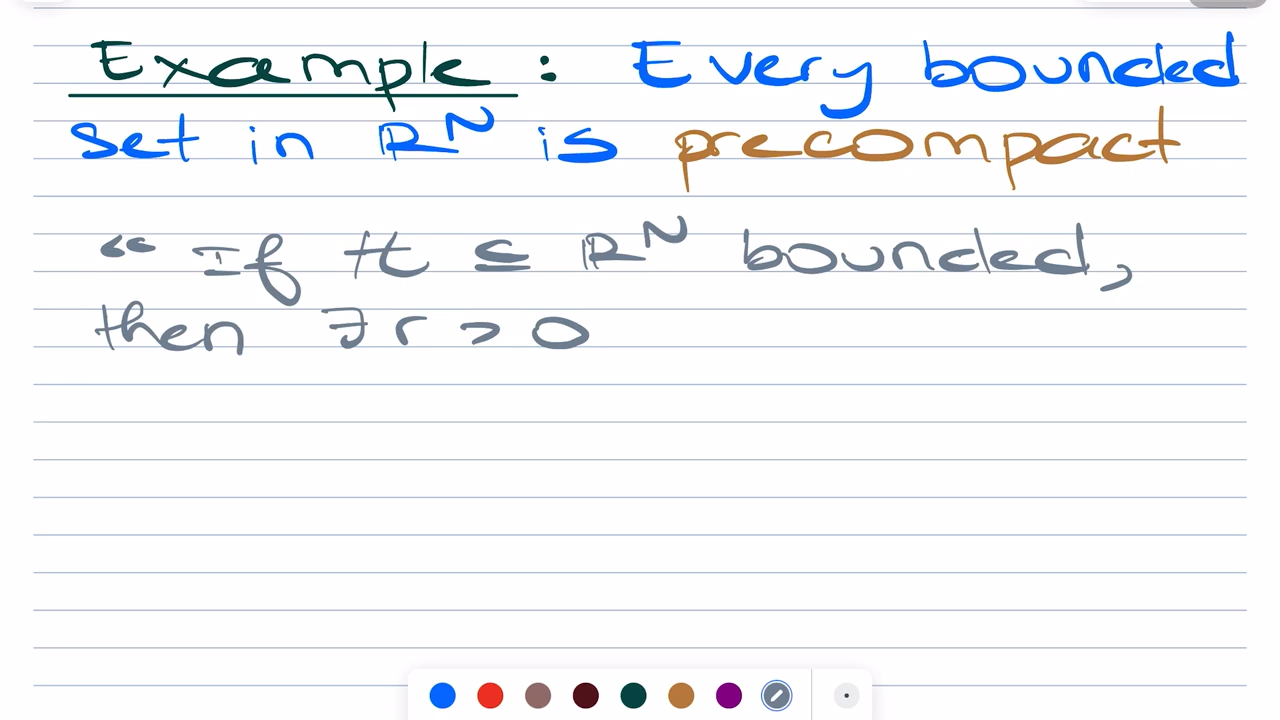 Example : Every bounded
set in ℝᴺ is precompact
“ If ℋ ⊆ ℝᴺ bounded,
then ∃ r > 0